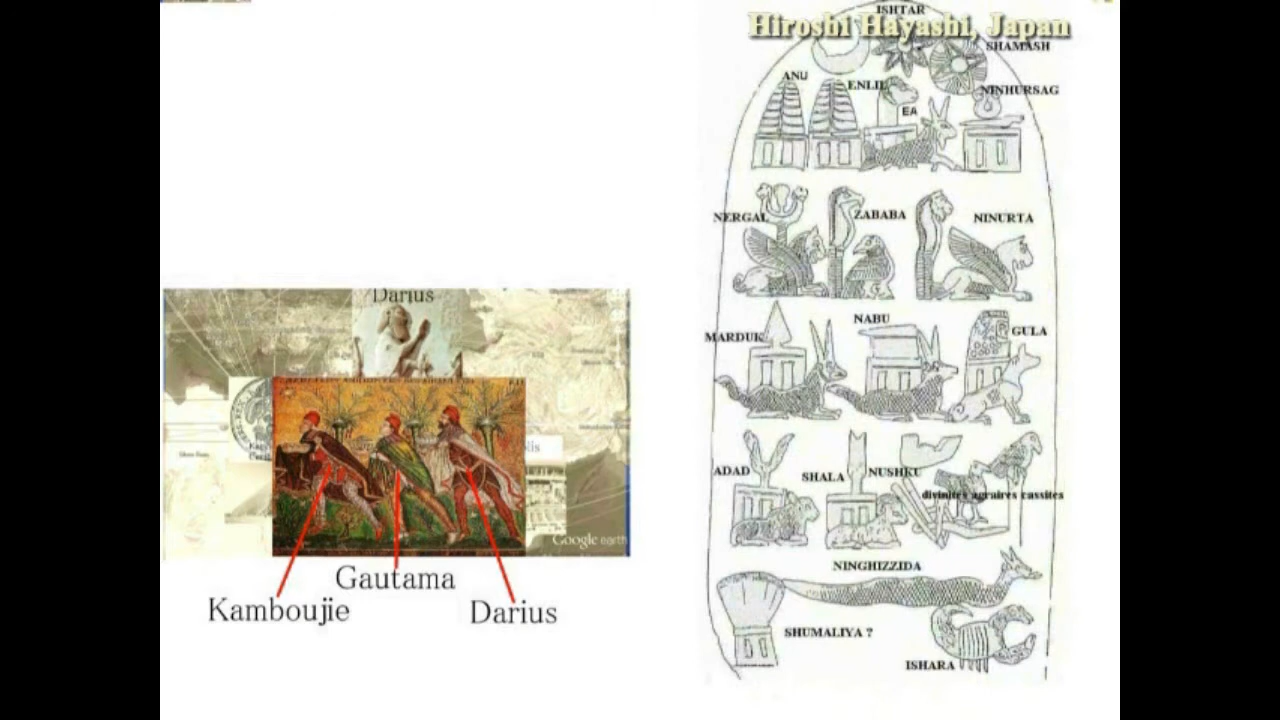 Darius
Google earth
Gautama
Kamboujie
Darius
Hiroshi Hayashi, Japan
ISHTAR
SHAMASH
ANU
ENLIL
EA
NINHURSAG
NERGAL
ZABABA
NINURTA
MARDUK
NABU
GULA
ADAD
SHALA
NUSHKU
divinites agraires cassites
NINGHIZZIDA
SHUMALIYA ?
ISHARA